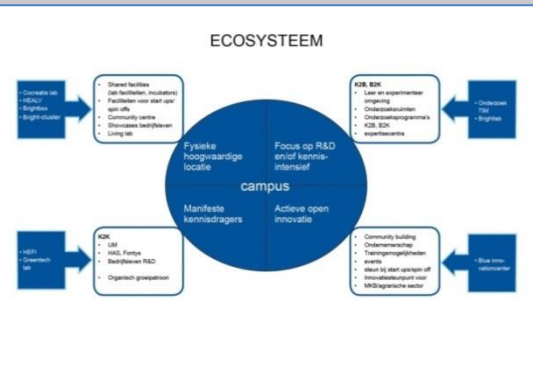 ECOSYSTEEM
• Cocreatie lab
• HEALV
• Brightbox
• Bright-cluster
• Shared facilities
(lab faciliteiten, incubators)
• Faciliteiten voor start ups/
spin offs
• Community centre
• Showcases bedrijfsleven
• Living lab
K2B, B2K
• Leer en experimenteer
omgeving
• Onderzoeksruimten
• Onderzoeksprogramma's
• K2B, B2K
• expertisecentre
• Onderzoek
TIM
• Brightlab
Fysieke
hoogwaardige
locatie
Focus op R&D
en/of kennis-
intensief
campus
Manifeste
kennisdragers
Actieve open
innovatie
• HEFI
• Greentech
lab
K2K
• UM
• HAS, Fontys
• Bedrijfsleven R&D
• Organisch groeipatroon
• Community building
• Ondernemerschap
• Trainingsmogelijkheden
• events
• steun bij start ups/spin off
• Innovatiesteunpunt voor
• MKB/agrarische sector
• Blue inno-
vationcenter